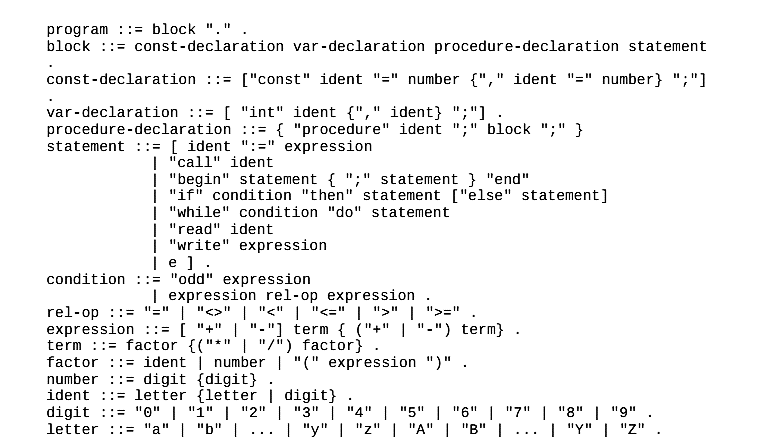 program ::= block "." .
block ::= const-declaration var-declaration procedure-declaration statement
.
const-declaration ::= ["const" ident "=" number {"," ident "=" number} ";"]
.
var-declaration ::= [ "int" ident {"," ident} ";"] .
procedure-declaration ::= { "procedure" ident ";" block ";" }
statement ::= [ ident ":=" expression
| "call" ident
| "begin" statement { ";" statement } "end"
| "if" condition "then" statement ["else" statement]
| "while" condition "do" statement
| "read" ident
| "write" expression
| e ] .
condition ::= "odd" expression
| expression rel-op expression .
rel-op ::= "=" | "<>" | "<" | "<=" | ">" | ">=" .
expression ::= [ "+" | "-"] term { ("+" | "-") term} .
term ::= factor {("*" | "/") factor} .
factor ::= ident | number | "(" expression ")" .
number ::= digit {digit} .
ident ::= letter {letter | digit} .
digit ::= "0" | "1" | "2" | "3" | "4" | "5" | "6" | "7" | "8" | "9" .
letter ::= "a" | "b" | ... | "y" | "z" | "A" | "B" | ... | "Y" | "Z" .